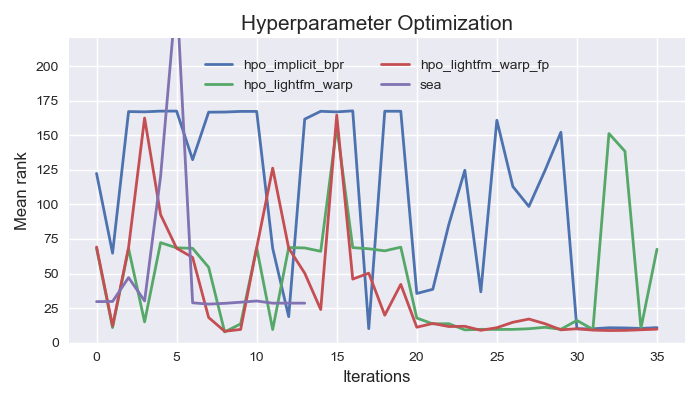 Hyperparameter Optimization
hpo_implicit_bpr
hpo_lightfm_warp
hpo_lightfm_warp_fp
sea
Mean rank
200
175
150
125
100
75
50
25
0
0 5 10 15 20 25 30 35
Iterations